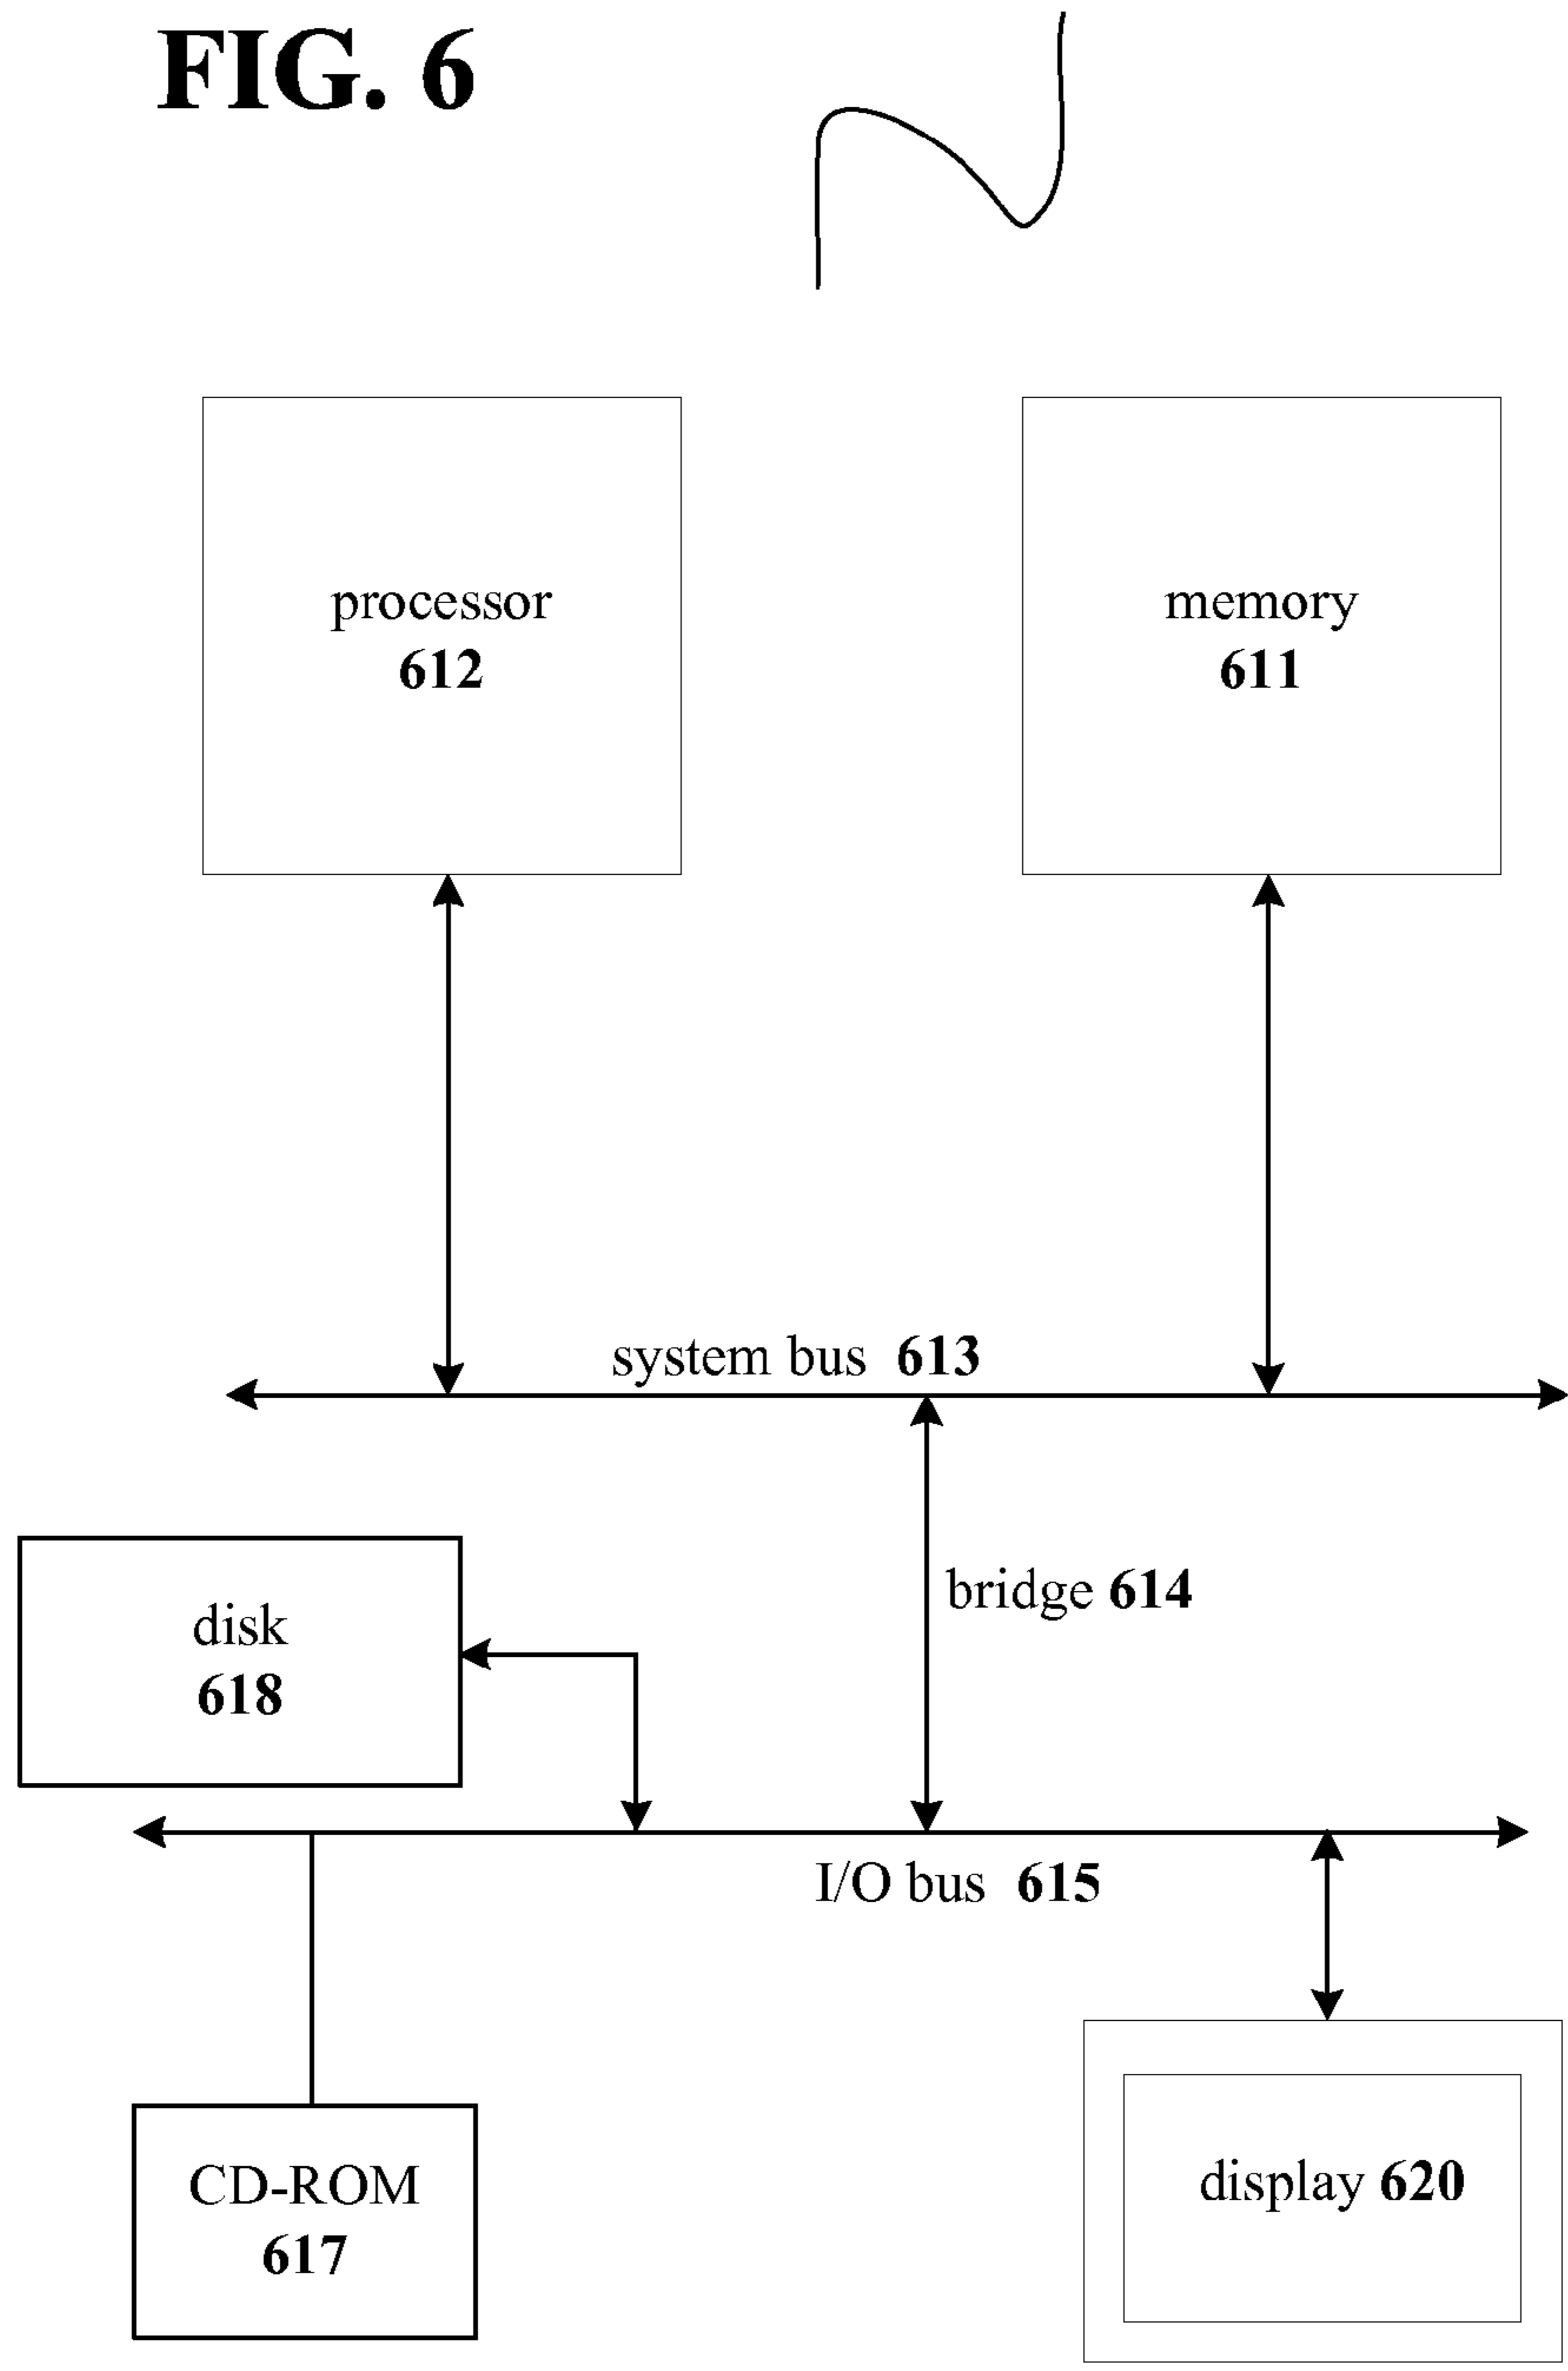 FIG. 6
processor
612
memory
611
system bus 613
bridge 614
disk
618
I/O bus 615
CD-ROM
617
display 620